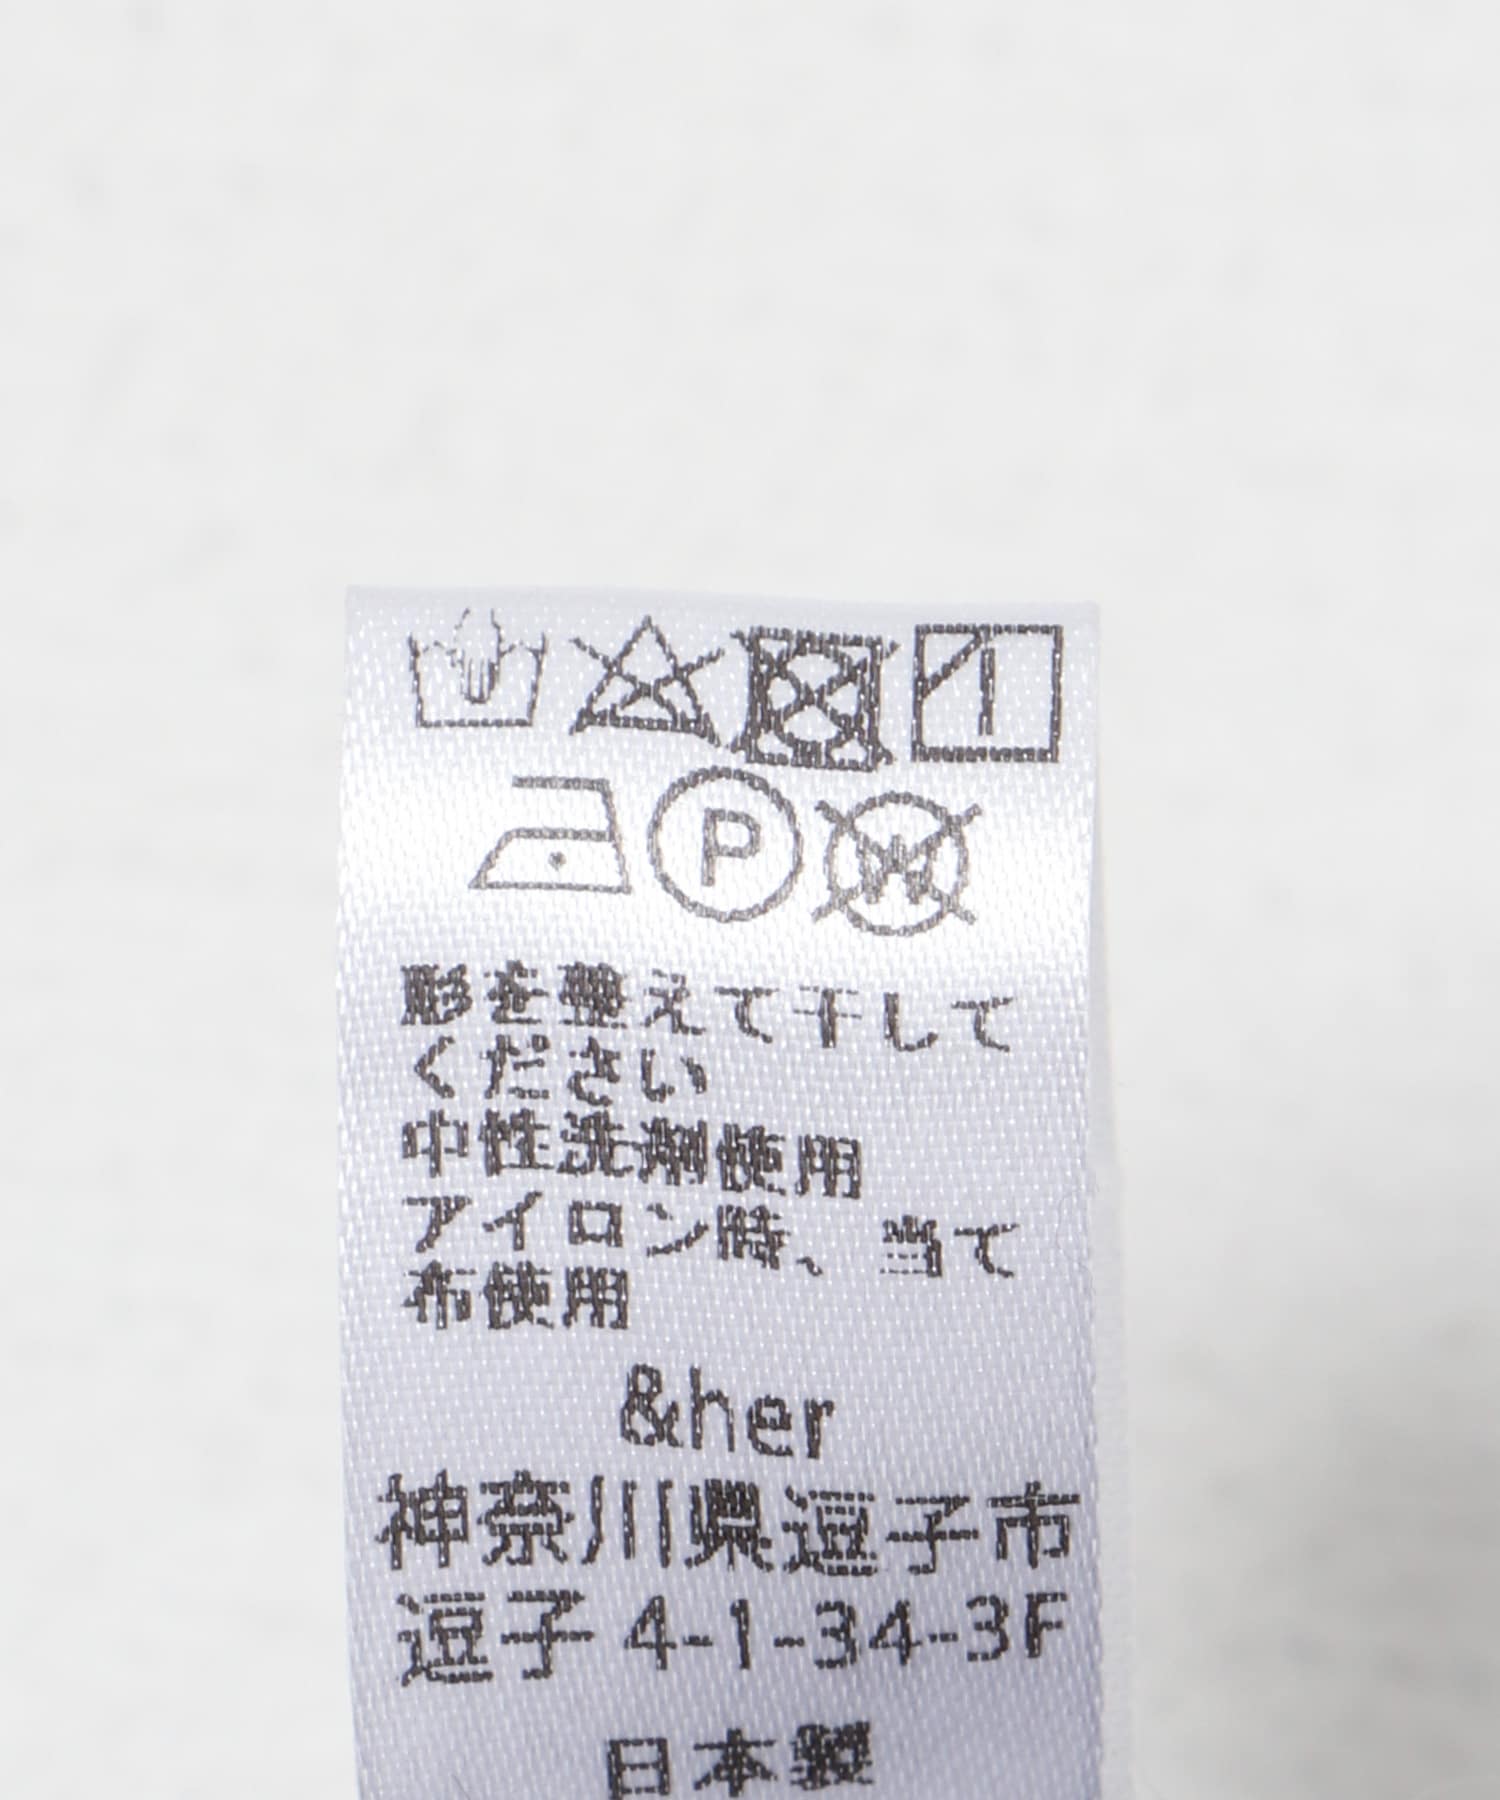 P
W
形を整えて干して
ください
中性洗剤使用
アイロン時、当て
布使用
&her
神奈川県逗子市
逗子 4-1-34-3F
日本製